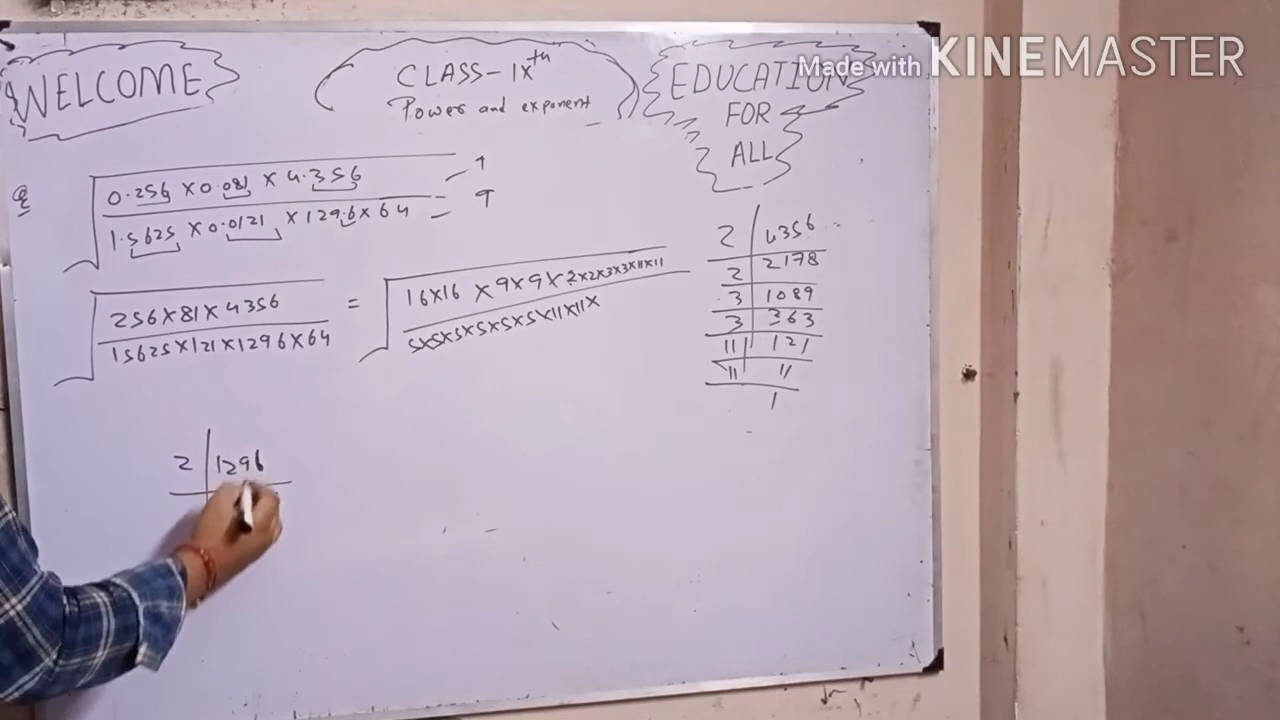 Made with KINEMASTER
WELCOME
CLASS-IXth
Power and exponent
EDUCATION
FOR
ALL
Q
√(0.256 × 0.081 × 4.356 / 1.5625 × 0.0121 × 129.6 × 64)
9
9
√(256 × 81 × 4356 / 15625 × 121 × 1296 × 64) = √(16×16 × 9×9 × 2×2×3×3×11×11 / 5×5×5×5×5×5×11×11×)
2 | 4356
2 | 2178
3 | 1089
3 | 363
11 | 121
11 | 11
1
2 | 1296